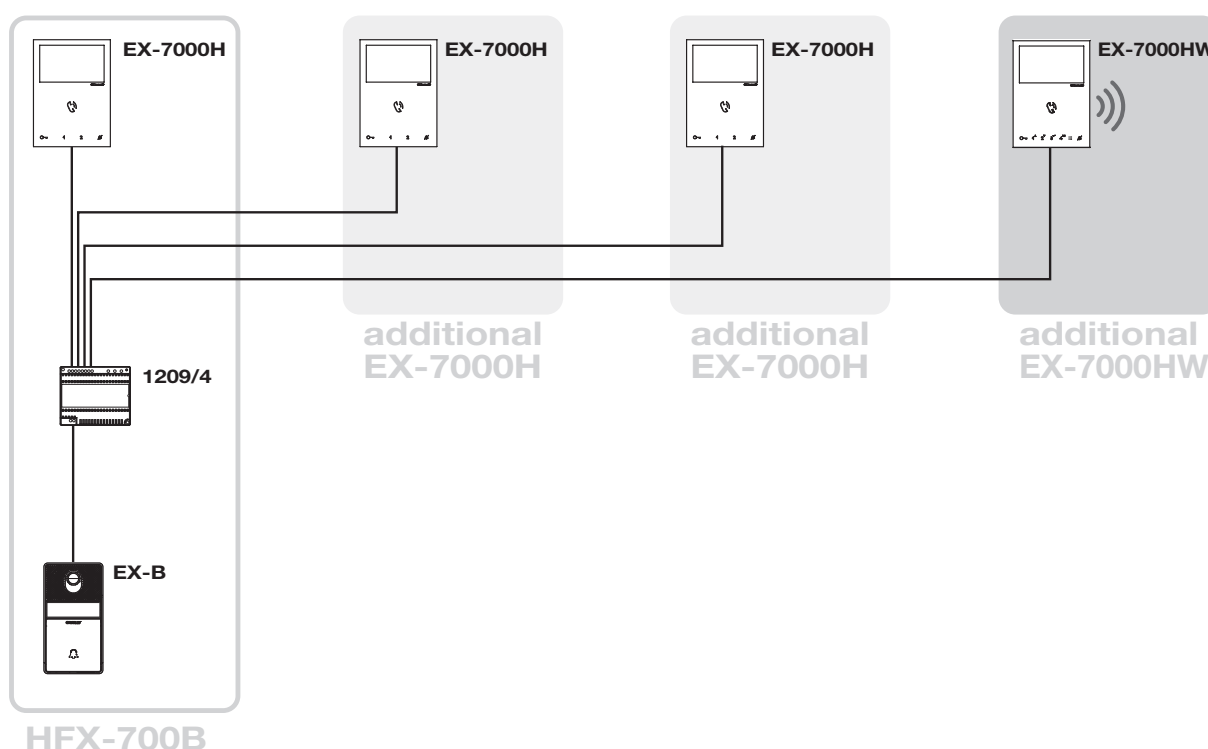 EX-7000H
EX-7000H
EX-7000H
EX-7000HW
additional
EX-7000H
additional
EX-7000H
additional
EX-7000HW
1209/4
EX-B
HFX-700B